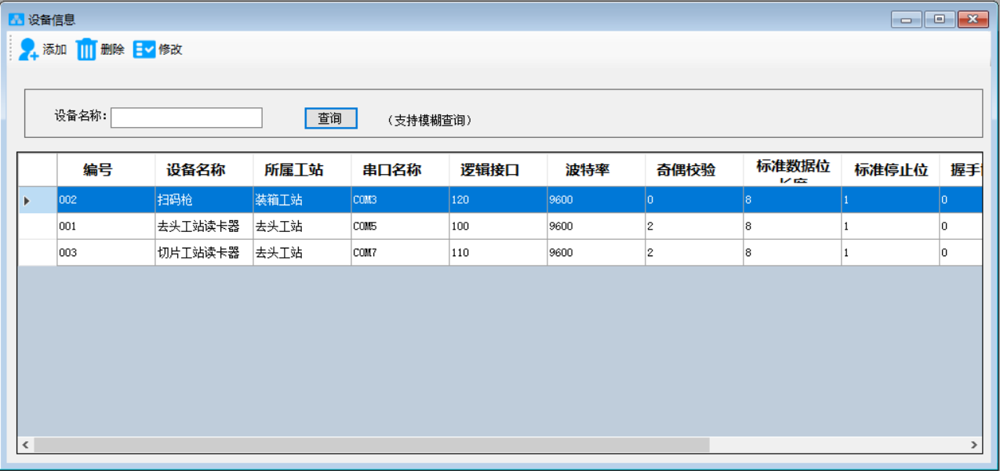 设备信息
添加 删除 修改
设备名称: 查询 (支持模糊查询)
编号 设备名称 所属工站 串口名称 逻辑接口 波特率 奇偶校验 标准数据位 标准停止位 握手
002 扫码枪 装箱工站 COM3 120 9600 0 8 1 0
001 去头工站读卡器 去头工站 COM5 100 9600 2 8 1 0
003 切片工站读卡器 去头工站 COM7 110 9600 2 8 1 0